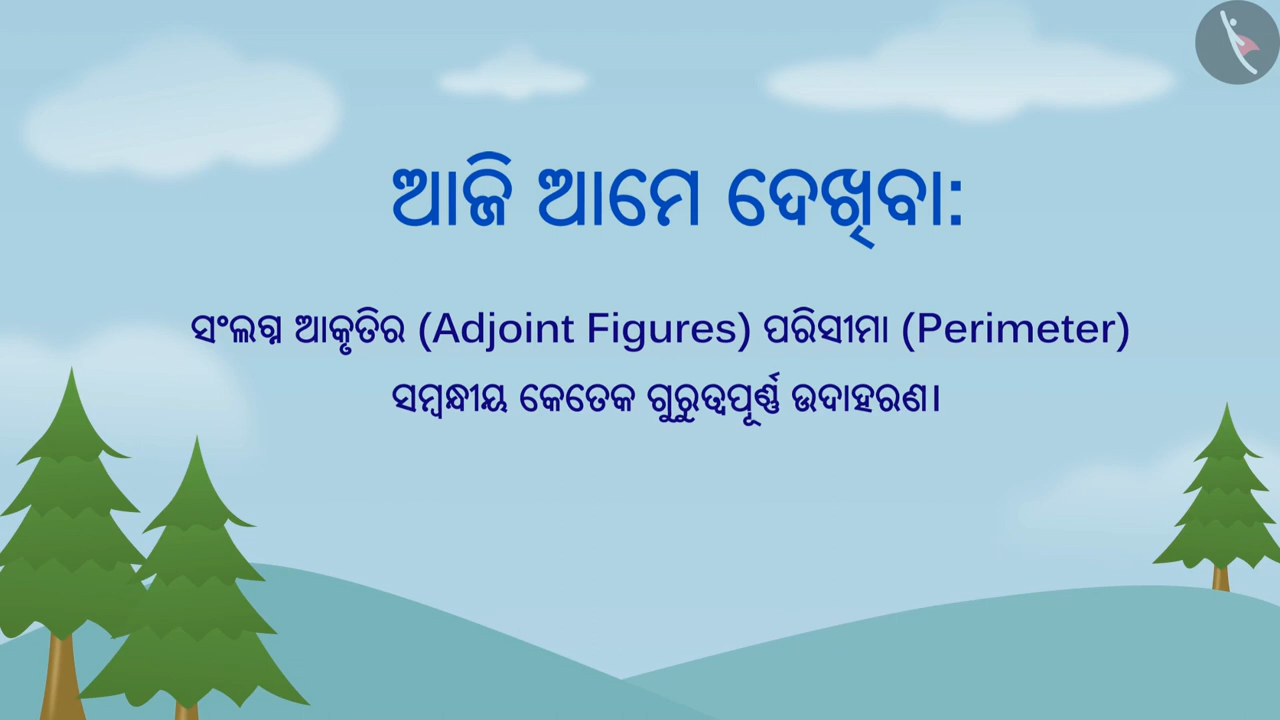 ଆଜି ଆମେ ଦେଖିବା:
ସଂଲଗ୍ନ ଆକୃତିର (Adjoint Figures) ପରିସୀମା (Perimeter)
ସମ୍ବନ୍ଧୀୟ କେତେକ ଗୁରୁତ୍ୱପୂର୍ଣ୍ଣ ଉଦାହରଣ।